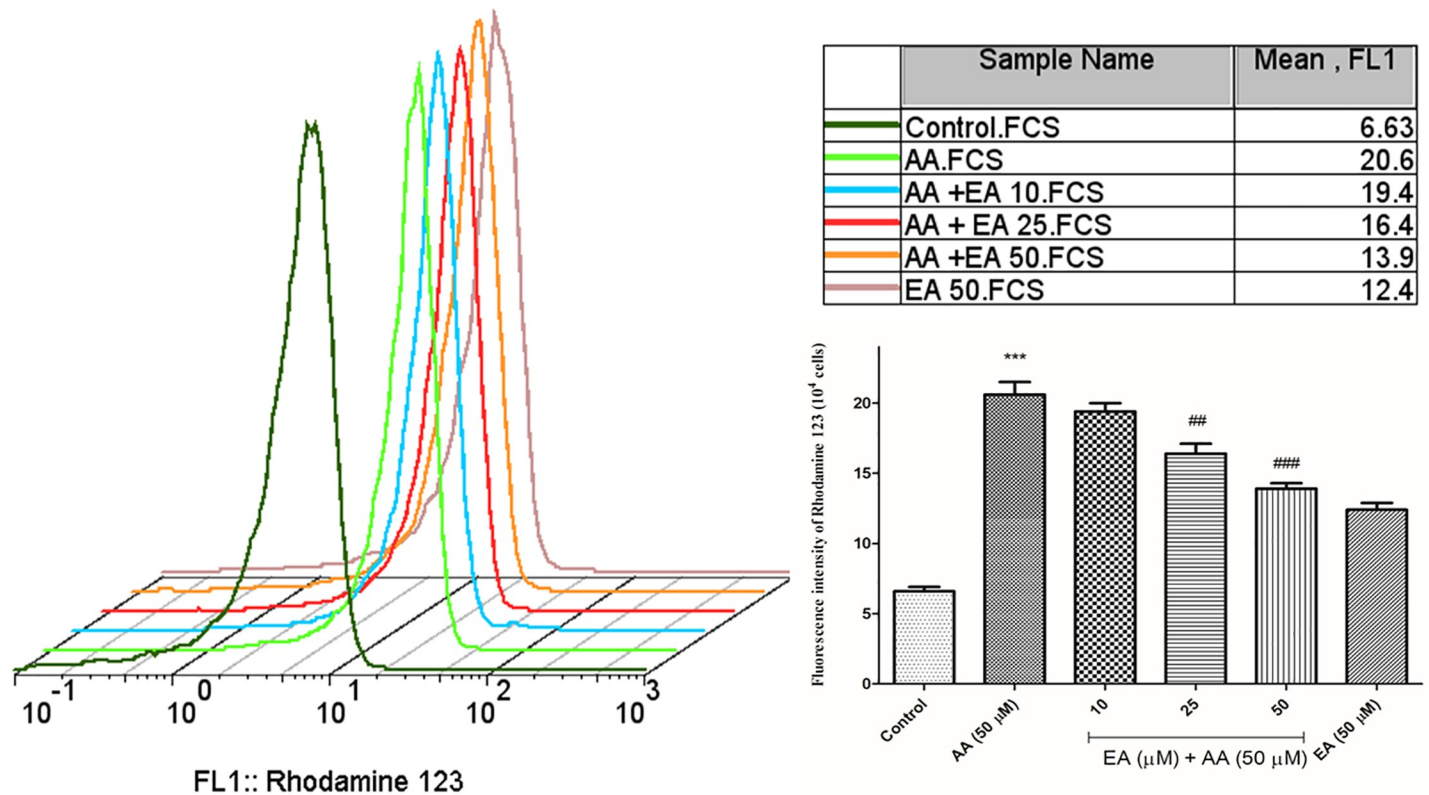 10-1 100 101 102 103
FL1:: Rhodamine 123
Sample Name Mean , FL1
Control.FCS 6.63
AA.FCS 20.6
AA +EA 10.FCS 19.4
AA + EA 25.FCS 16.4
AA +EA 50.FCS 13.9
EA 50.FCS 12.4
Fluorescence intensity of Rhodamine 123 (10⁴ cells)
20
15
10
5
0
***
##
###
Control AA (50 μM) 10 25 50 EA (50 μM)
EA (μM) + AA (50 μM)